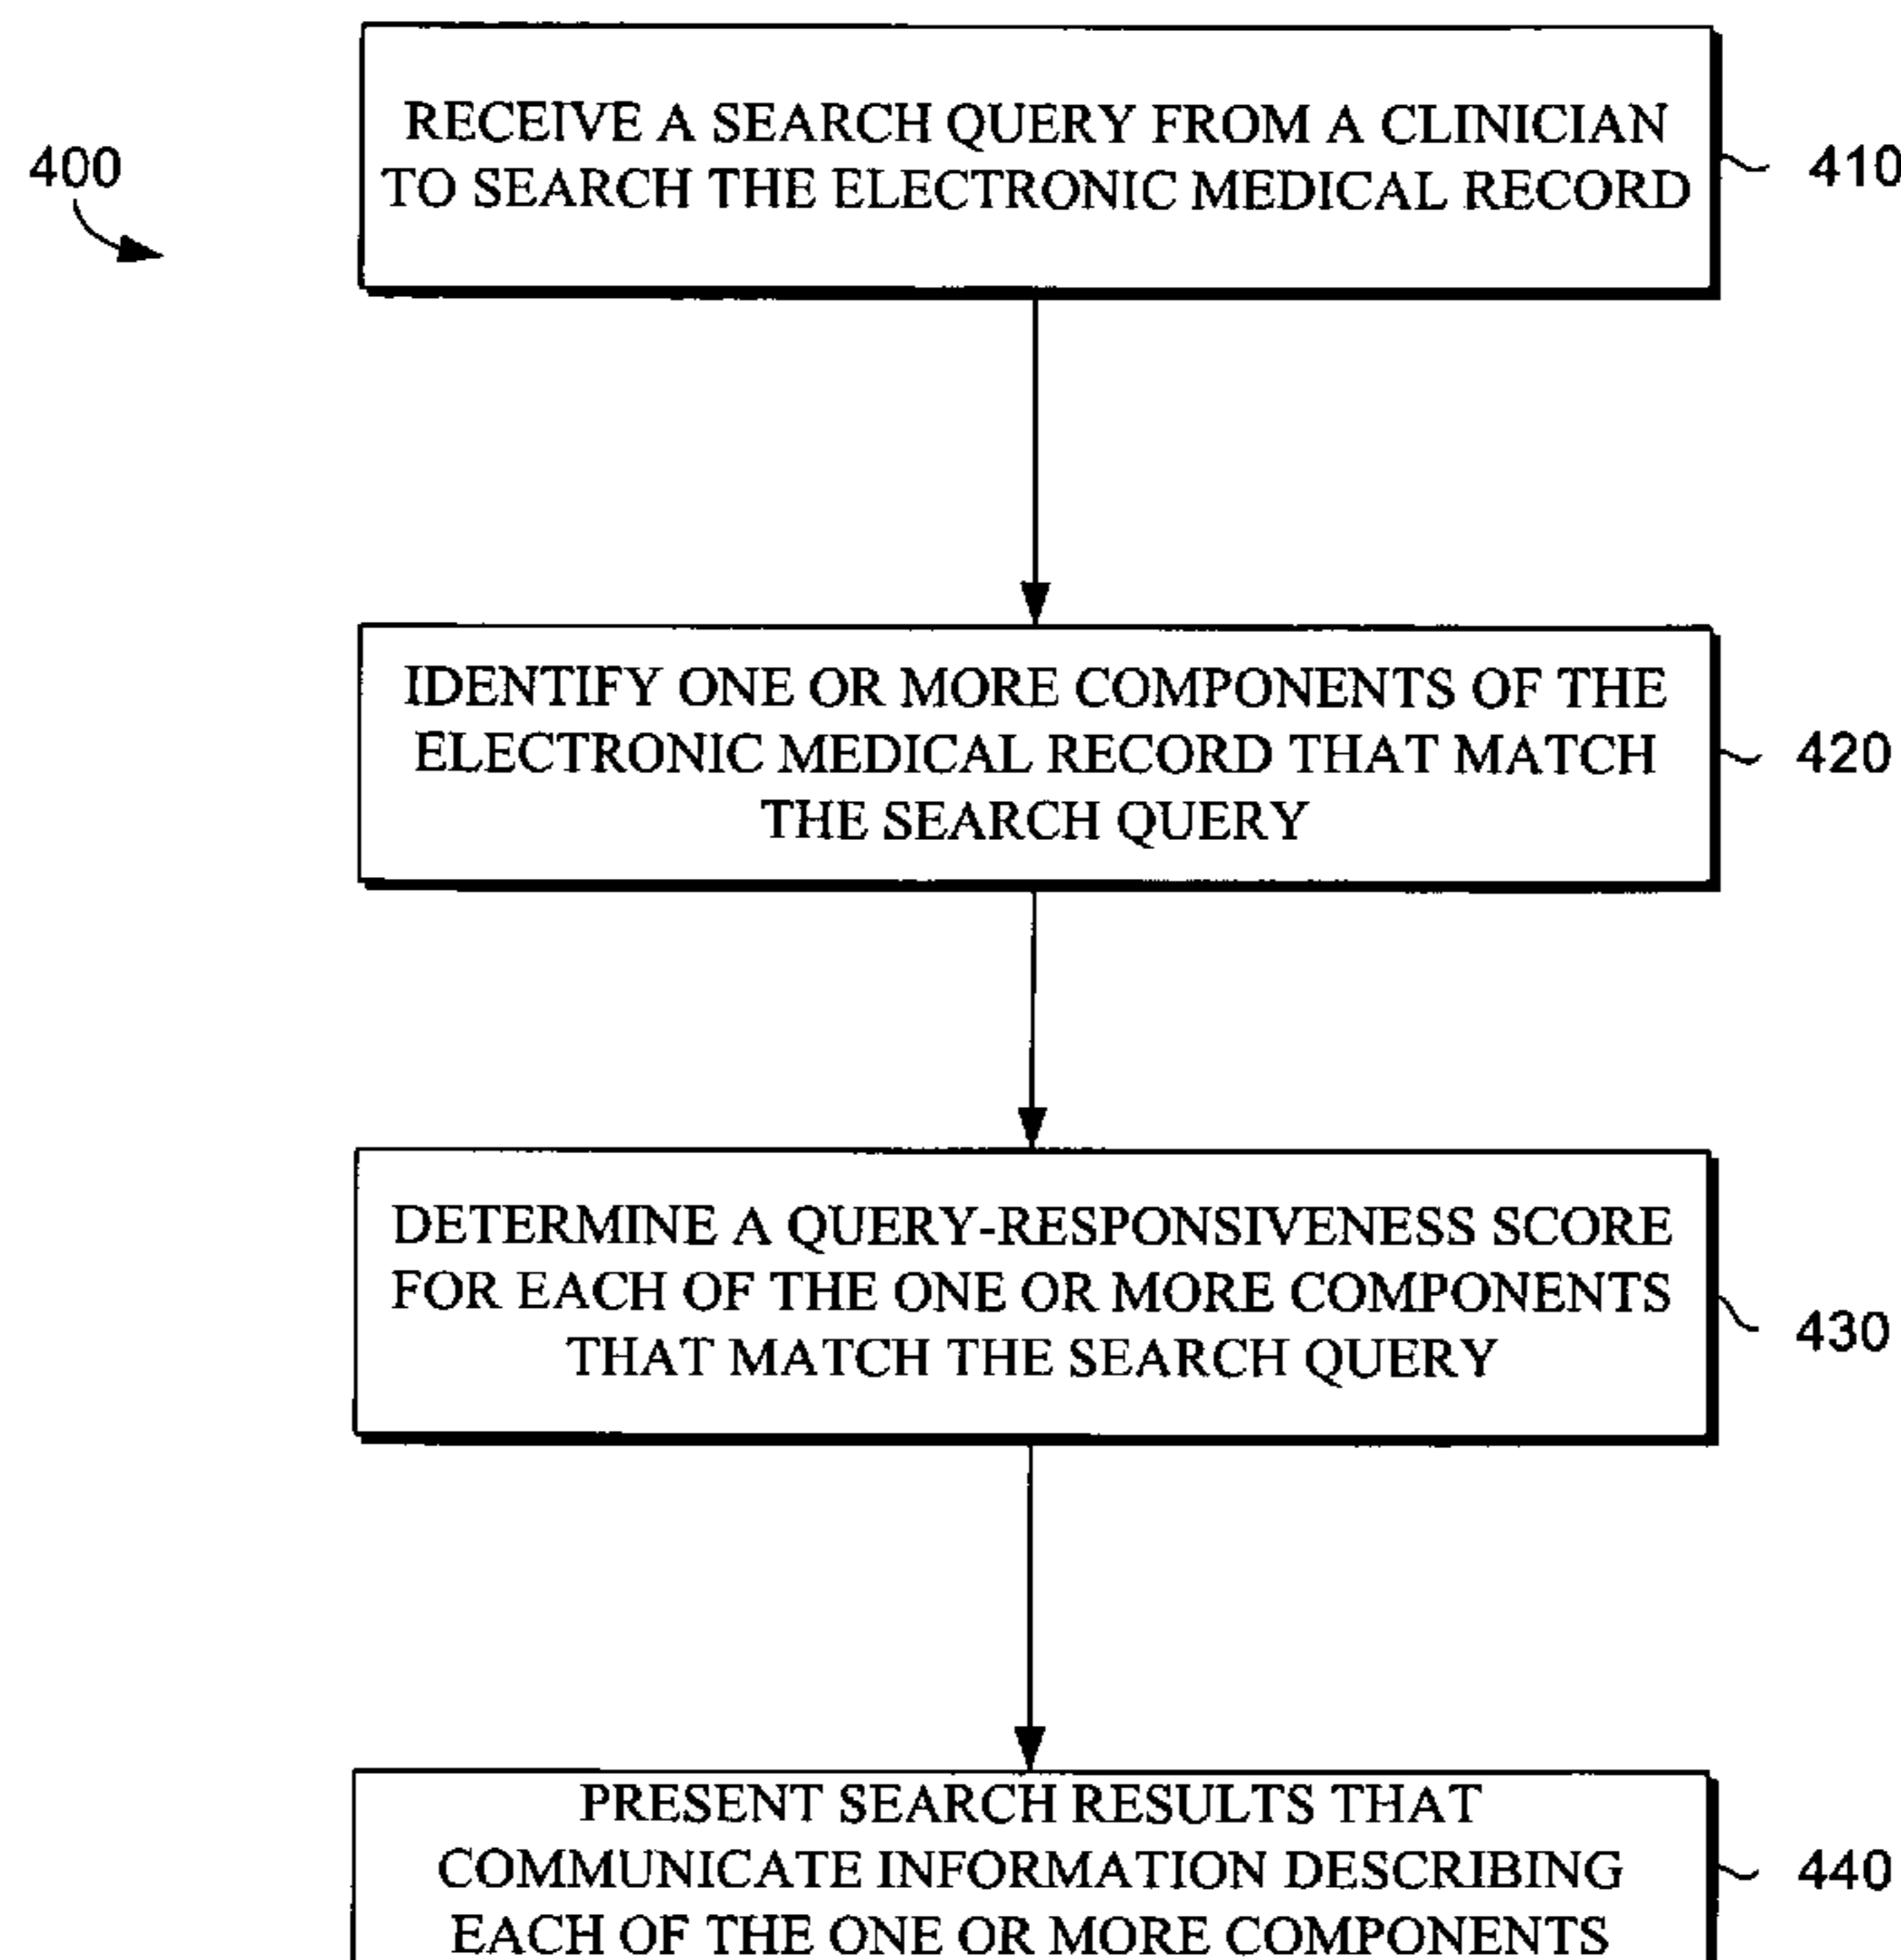 400
RECEIVE A SEARCH QUERY FROM A CLINICIAN
TO SEARCH THE ELECTRONIC MEDICAL RECORD
410
IDENTIFY ONE OR MORE COMPONENTS OF THE
ELECTRONIC MEDICAL RECORD THAT MATCH
THE SEARCH QUERY
420
DETERMINE A QUERY-RESPONSIVENESS SCORE
FOR EACH OF THE ONE OR MORE COMPONENTS
THAT MATCH THE SEARCH QUERY
430
PRESENT SEARCH RESULTS THAT
COMMUNICATE INFORMATION DESCRIBING
EACH OF THE ONE OR MORE COMPONENTS
440